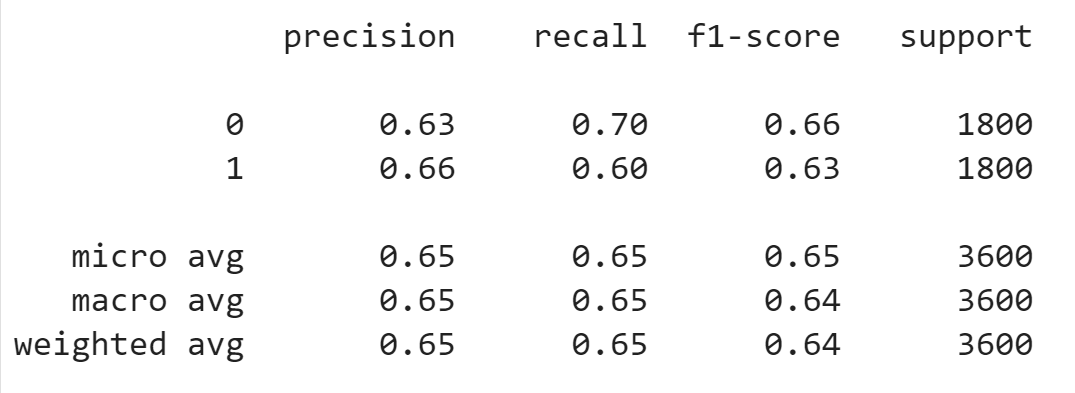 precision recall f1-score support
0 0.63 0.70 0.66 1800
1 0.66 0.60 0.63 1800
micro avg 0.65 0.65 0.65 3600
macro avg 0.65 0.65 0.64 3600
weighted avg 0.65 0.65 0.64 3600